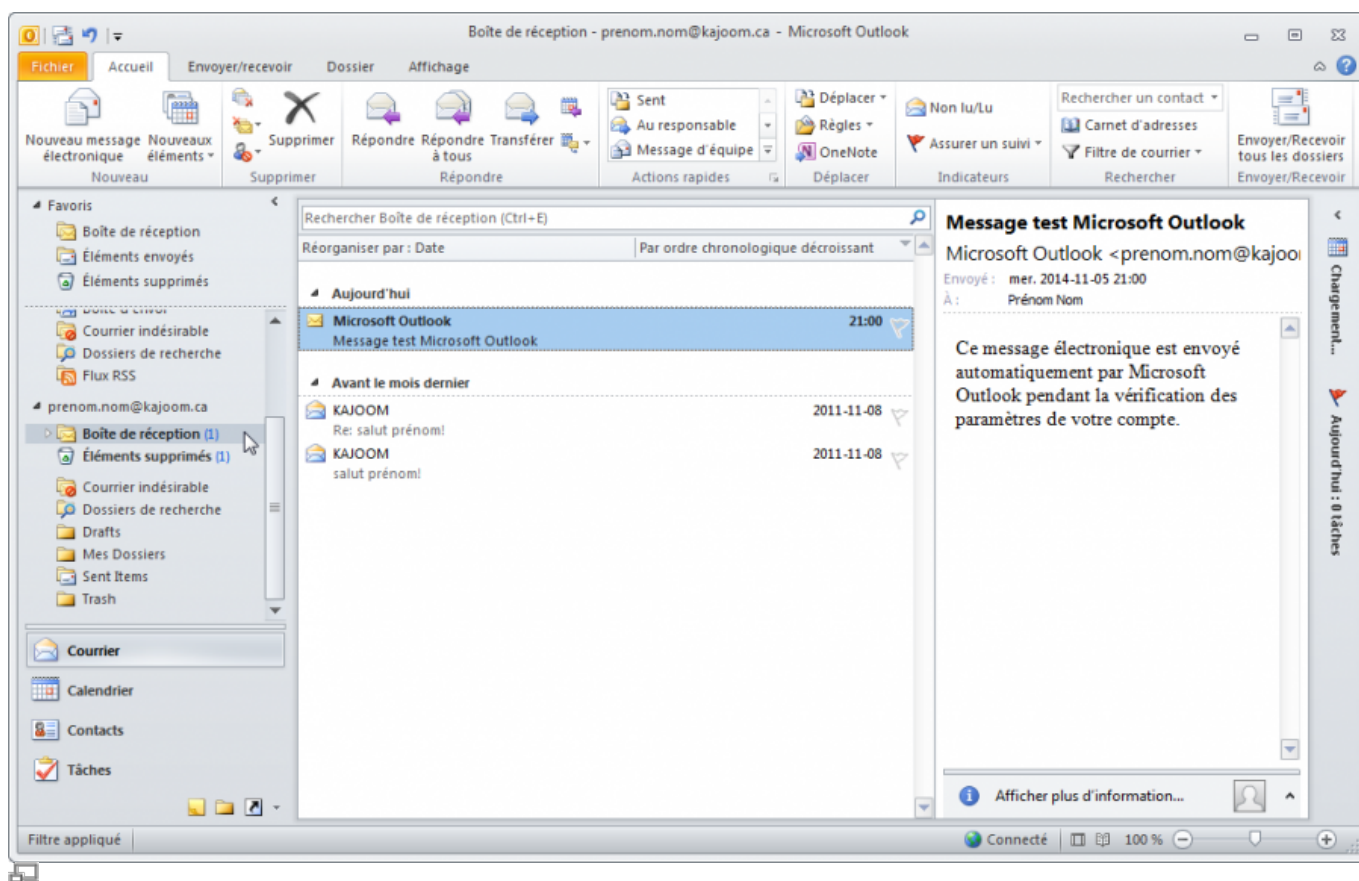 Boîte de réception - prenom.nom@kajoom.ca - Microsoft Outlook
Fichier Accueil Envoyer/recevoir Dossier Affichage
Nouveau message électronique
Nouveaux éléments
Nouveau
Supprimer
Supprimer
Répondre
Répondre à tous
Transférer
Répondre
Sent
Au responsable
Message d'équipe
Actions rapides
Déplacer
Règles
OneNote
Déplacer
Non lu/Lu
Assurer un suivi
Indicateurs
Rechercher un contact
Carnet d'adresses
Filtre de courrier
Rechercher
Envoyer/Recevoir
tous les dossiers
Envoyer/Recevoir
Favoris
Boîte de réception
Éléments envoyés
Éléments supprimés
Courrier indésirable
Dossiers de recherche
Flux RSS
prenom.nom@kajoom.ca
Boîte de réception (1)
Éléments supprimés (1)
Courrier indésirable
Dossiers de recherche
Drafts
Mes Dossiers
Sent Items
Trash
Courrier
Calendrier
Contacts
Tâches
Rechercher Boîte de réception (Ctrl+E)
Réorganiser par : Date Par ordre chronologique décroissant
Aujourd'hui
Microsoft Outlook 21:00
Message test Microsoft Outlook
Avant le mois dernier
KAJOOM 2011-11-08
Re: salut prénom!
KAJOOM 2011-11-08
salut prénom!
Message test Microsoft Outlook
Microsoft Outlook <prenom.nom@kajoo
Envoyé : mer. 2014-11-05 21:00
À : Prénom Nom
Ce message électronique est envoyé
automatiquement par Microsoft
Outlook pendant la vérification des
paramètres de votre compte.
Afficher plus d'information...
Chargement...
Aujourd'hui : 0 tâches
Filtre appliqué
Connecté 100 %